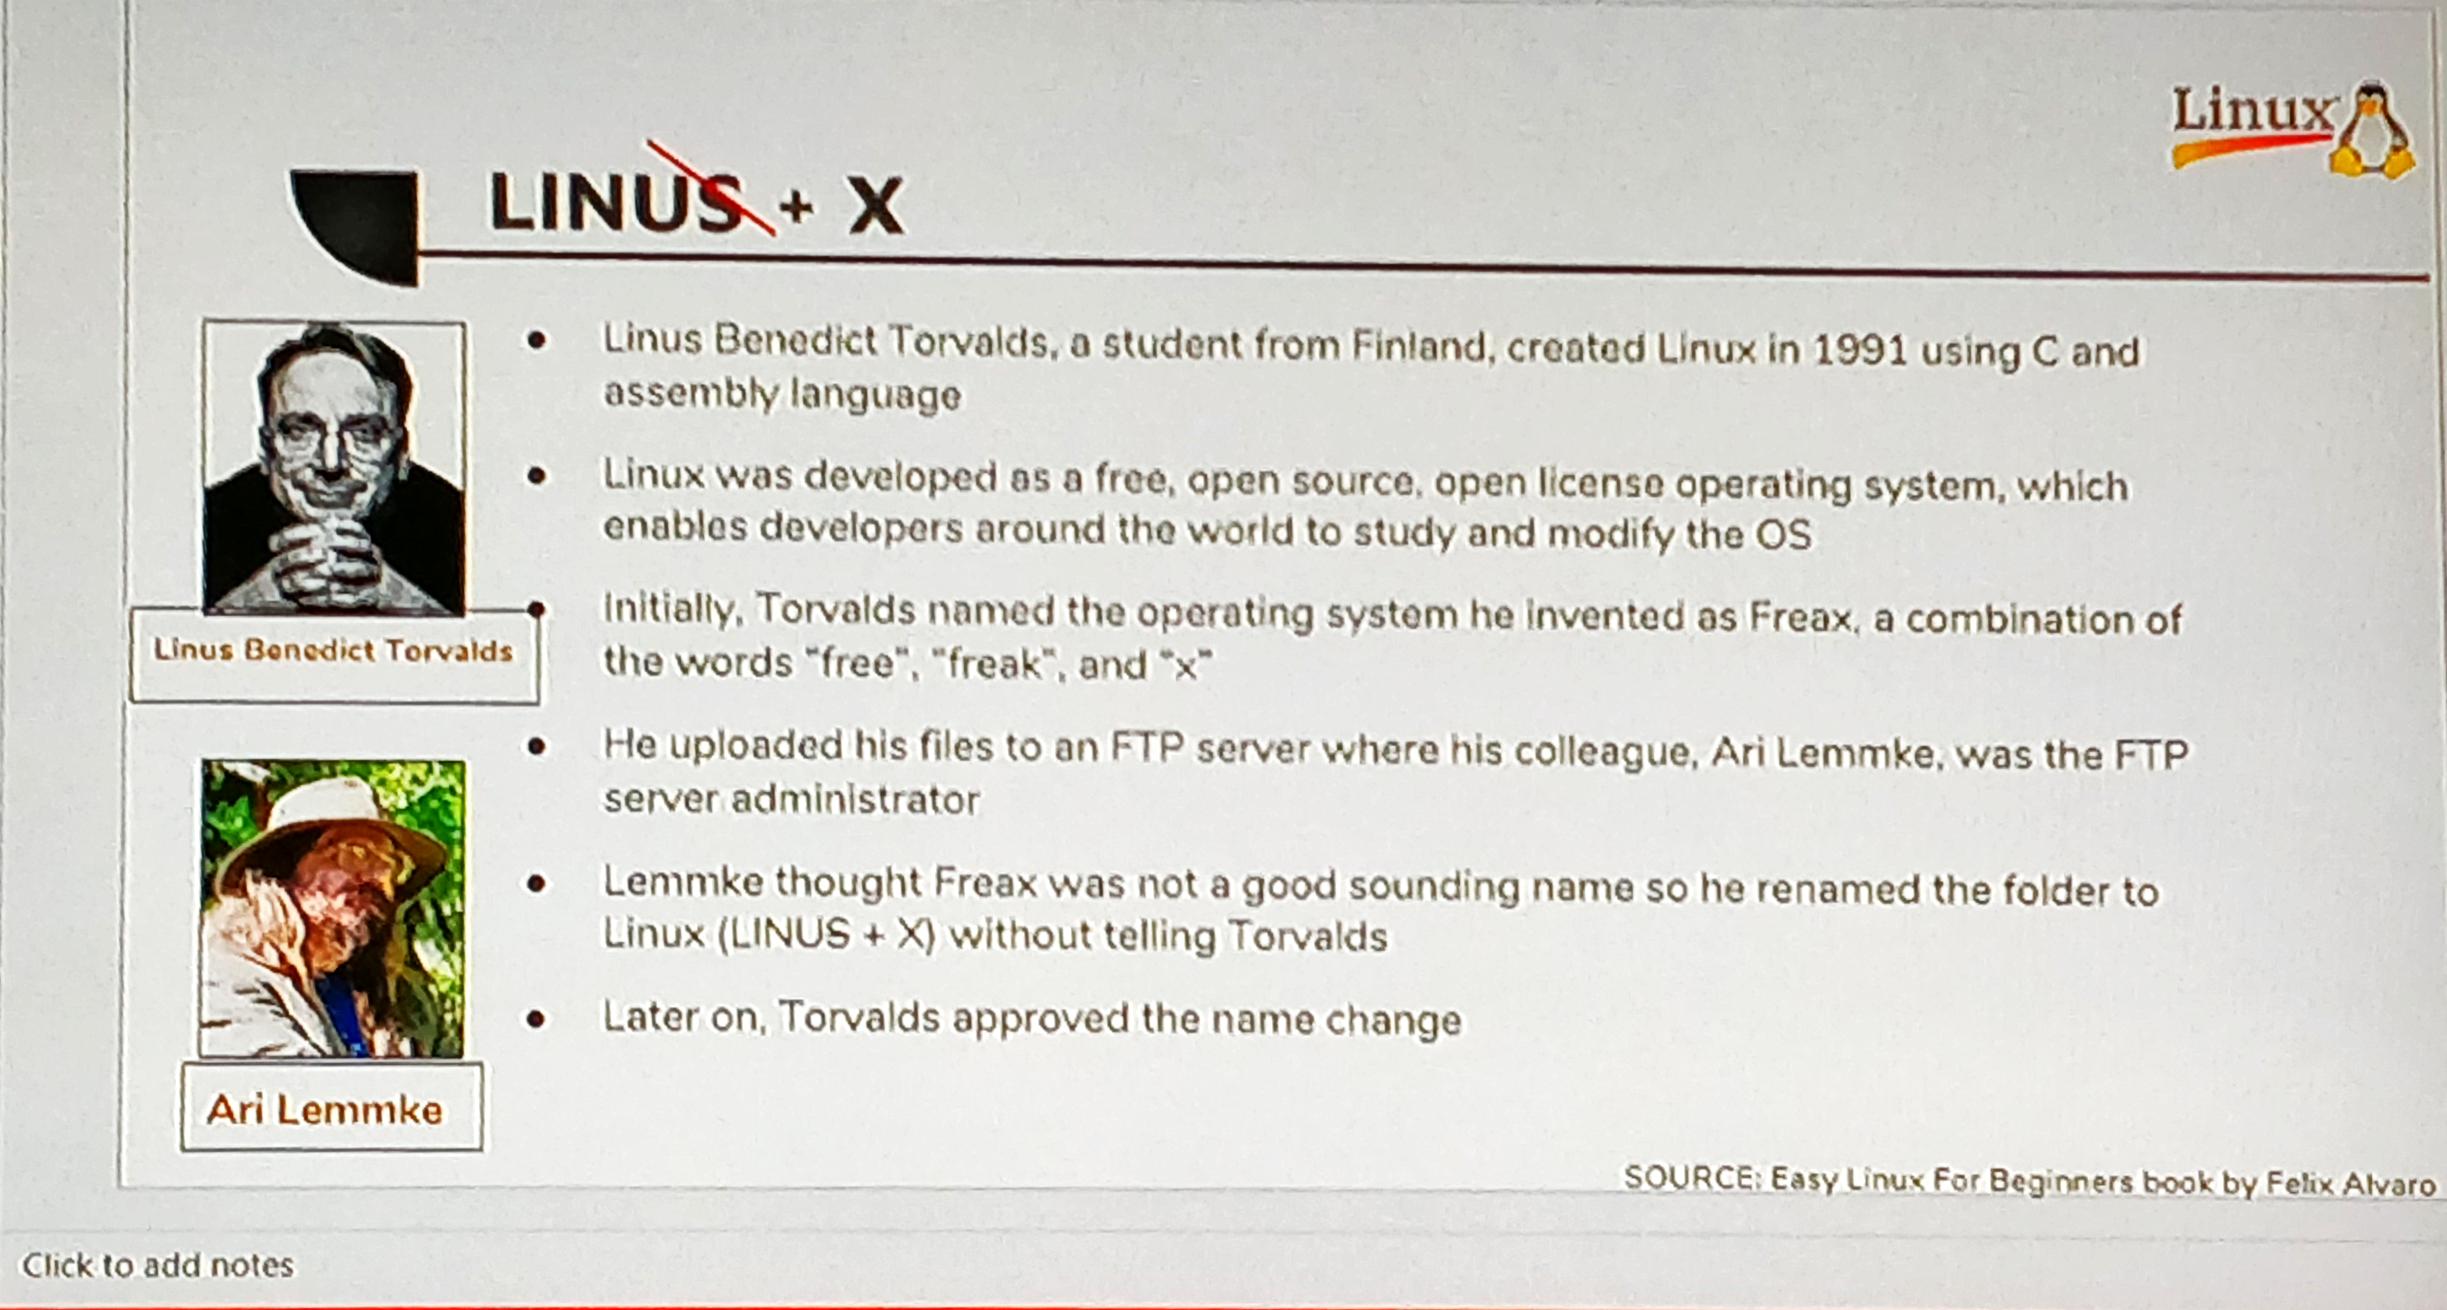 Linux
LINUS + X
Linus Benedict Torvalds, a student from Finland, created Linux in 1991 using C and
assembly language
Linux was developed as a free, open source, open license operating system, which
enables developers around the world to study and modify the OS
Initially, Torvalds named the operating system he invented as Freax, a combination of
the words "free", "freak", and "x"
Linus Benedict Torvalds
He uploaded his files to an FTP server where his colleague, Ari Lemmke, was the FTP
server administrator
Lemmke thought Freax was not a good sounding name so he renamed the folder to
Linux (LINUS + X) without telling Torvalds
Later on, Torvalds approved the name change
Ari Lemmke
SOURCE: Easy Linux For Beginners book by Felix Alvaro
Click to add notes